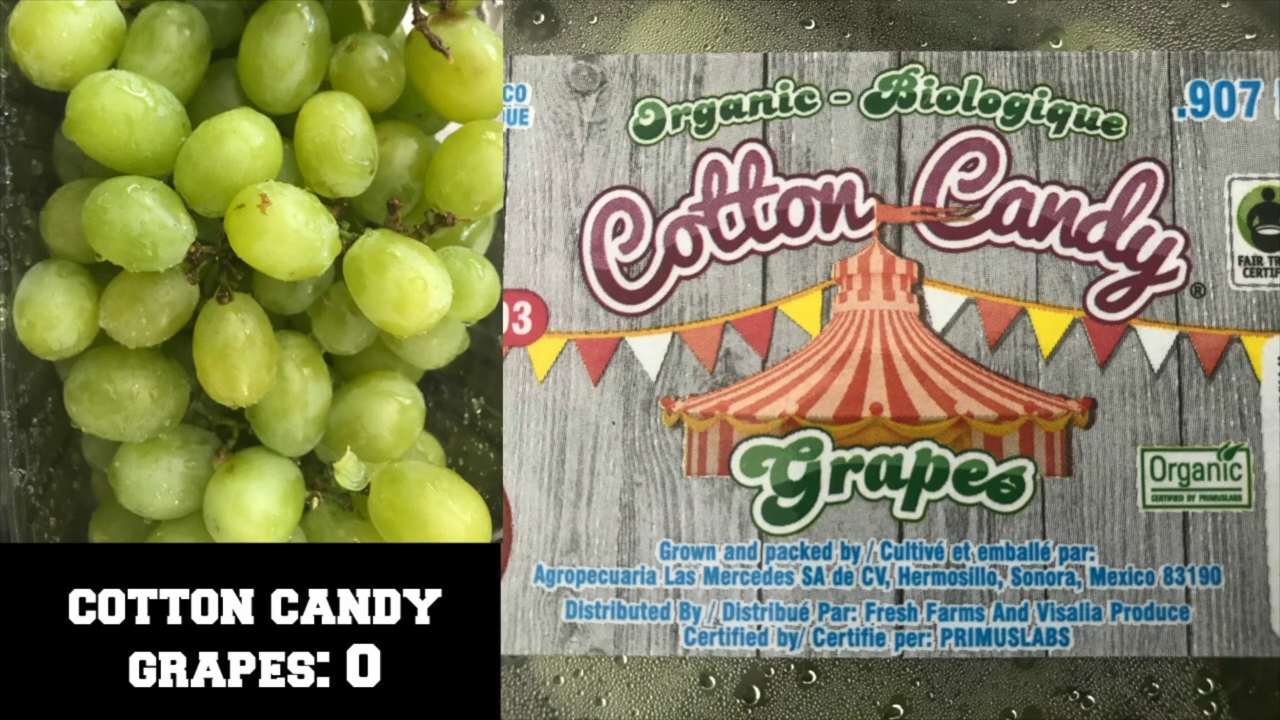 COTTON CANDY
GRAPES: 0
Organic - Biologique
.907
Cotton Candy®
Grapes
03
FAIR
Organic
CERTIFIED BY PRIMUSLABS
Grown and packed by / Cultivé et emballé par:
Agropecuaria Las Mercedes SA de CV, Hermosillo, Sonora, Mexico 83190
Distributed By / Distribué Par: Fresh Farms And Visalia Produce
Certified by/ Certifie per: PRIMUSLABS